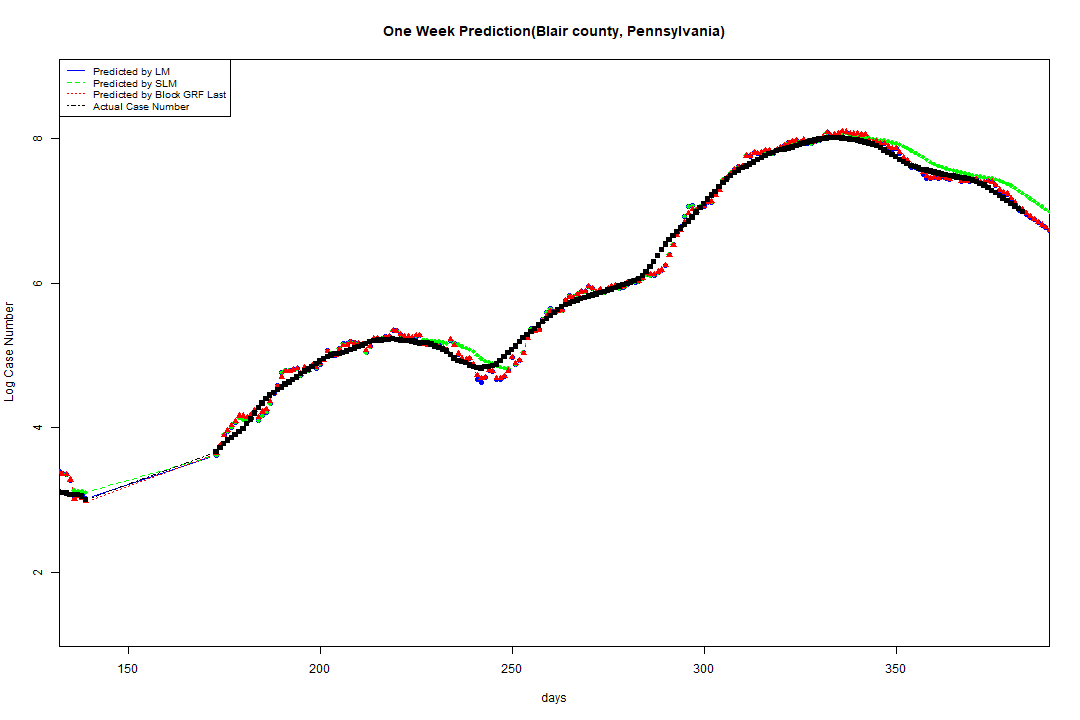 One Week Prediction(Blair county, Pennsylvania)
Predicted by LM
Predicted by SLM
Predicted by Block GRF Last
Actual Case Number
8
6
4
2
Log Case Number
150 200 250 300 350
days